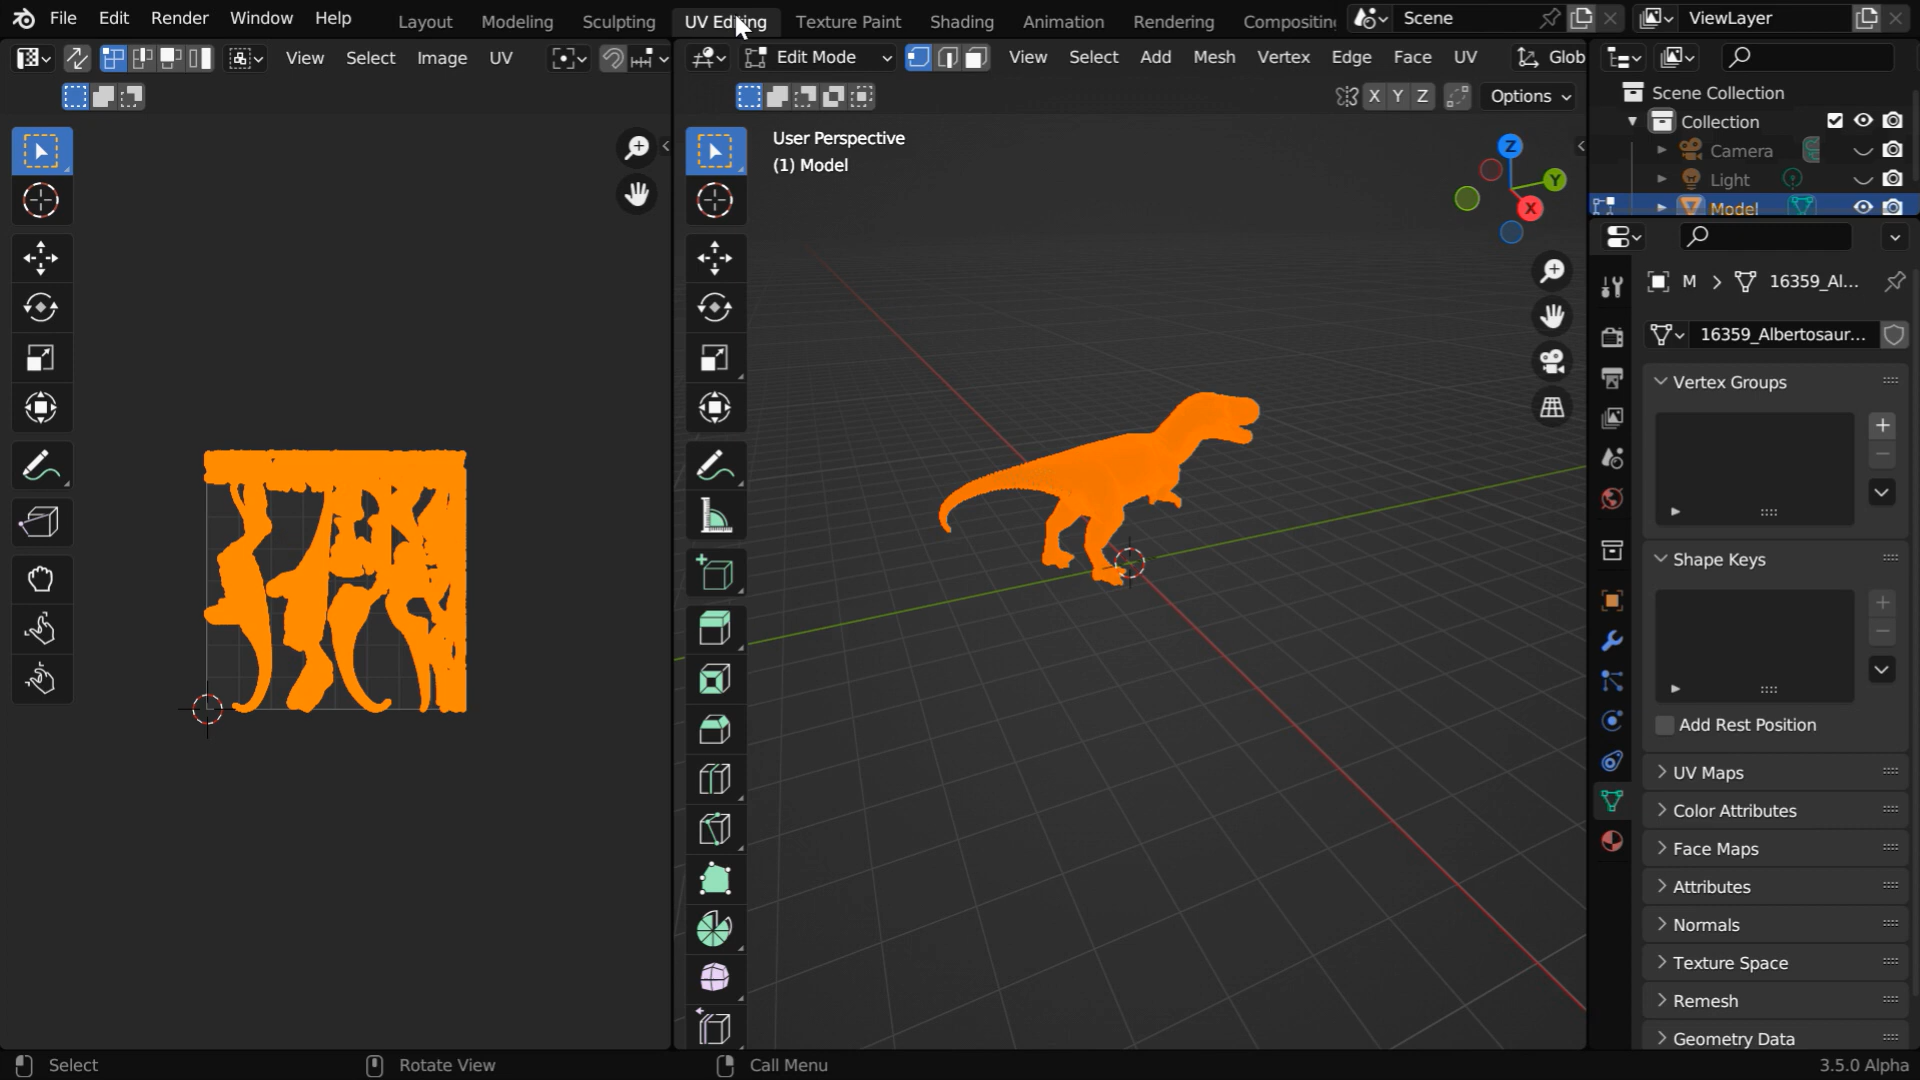 File Edit Render Window Help Layout Modeling Sculpting UV Editing Texture Paint Shading Animation Rendering Compositin Scene ViewLayer
View Select Image UV Edit Mode View Select Add Mesh Vertex Edge Face UV Glob
X Y Z Options
Scene Collection
Collection
Camera
Light
Model
User Perspective
(1) Model
Z
Y
X
M 16359_Al...
16359_Albertosaur...
Vertex Groups
Shape Keys
Add Rest Position
UV Maps
Color Attributes
Face Maps
Attributes
Normals
Texture Space
Remesh
Geometry Data
Select Rotate View Call Menu 3.5.0 Alpha